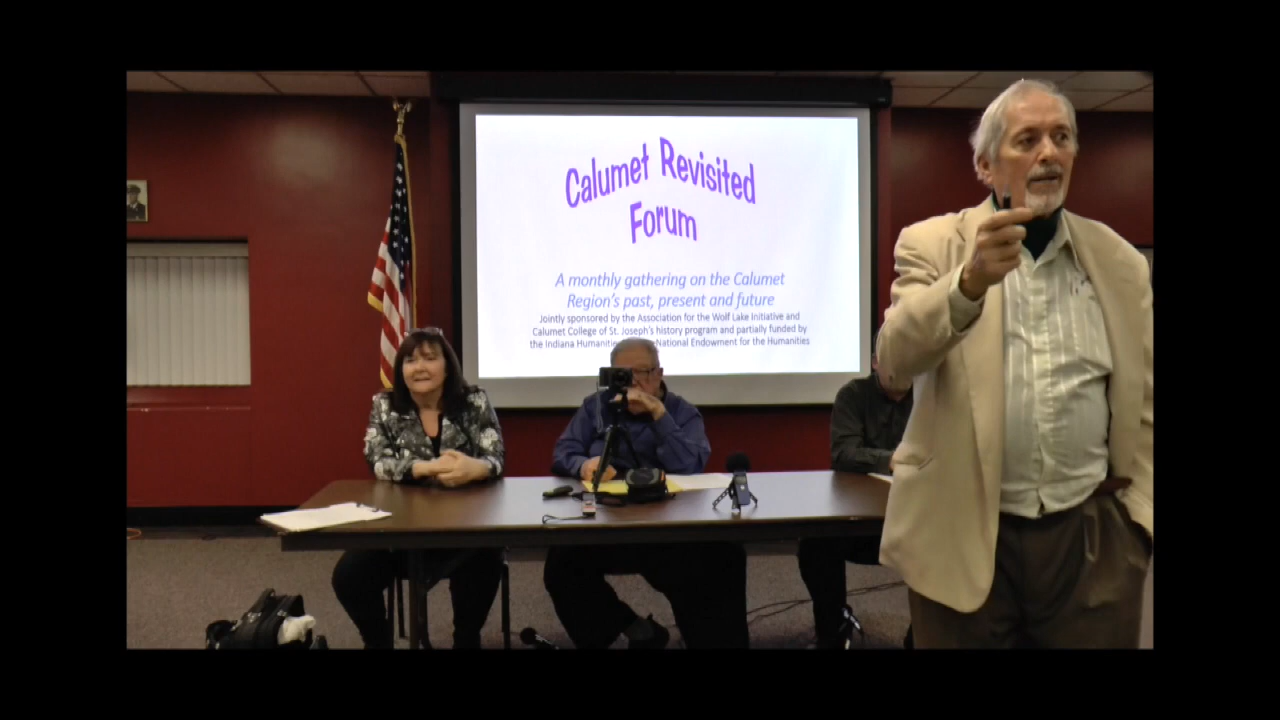 Calumet Revisited
Forum
A monthly gathering on the Calumet
Region's past, present and future
Jointly sponsored by the Association for the Wolf Lake Initiative and
Calumet College of St. Joseph's history program and partially funded by
the Indiana Humanities National Endowment for the Humanities